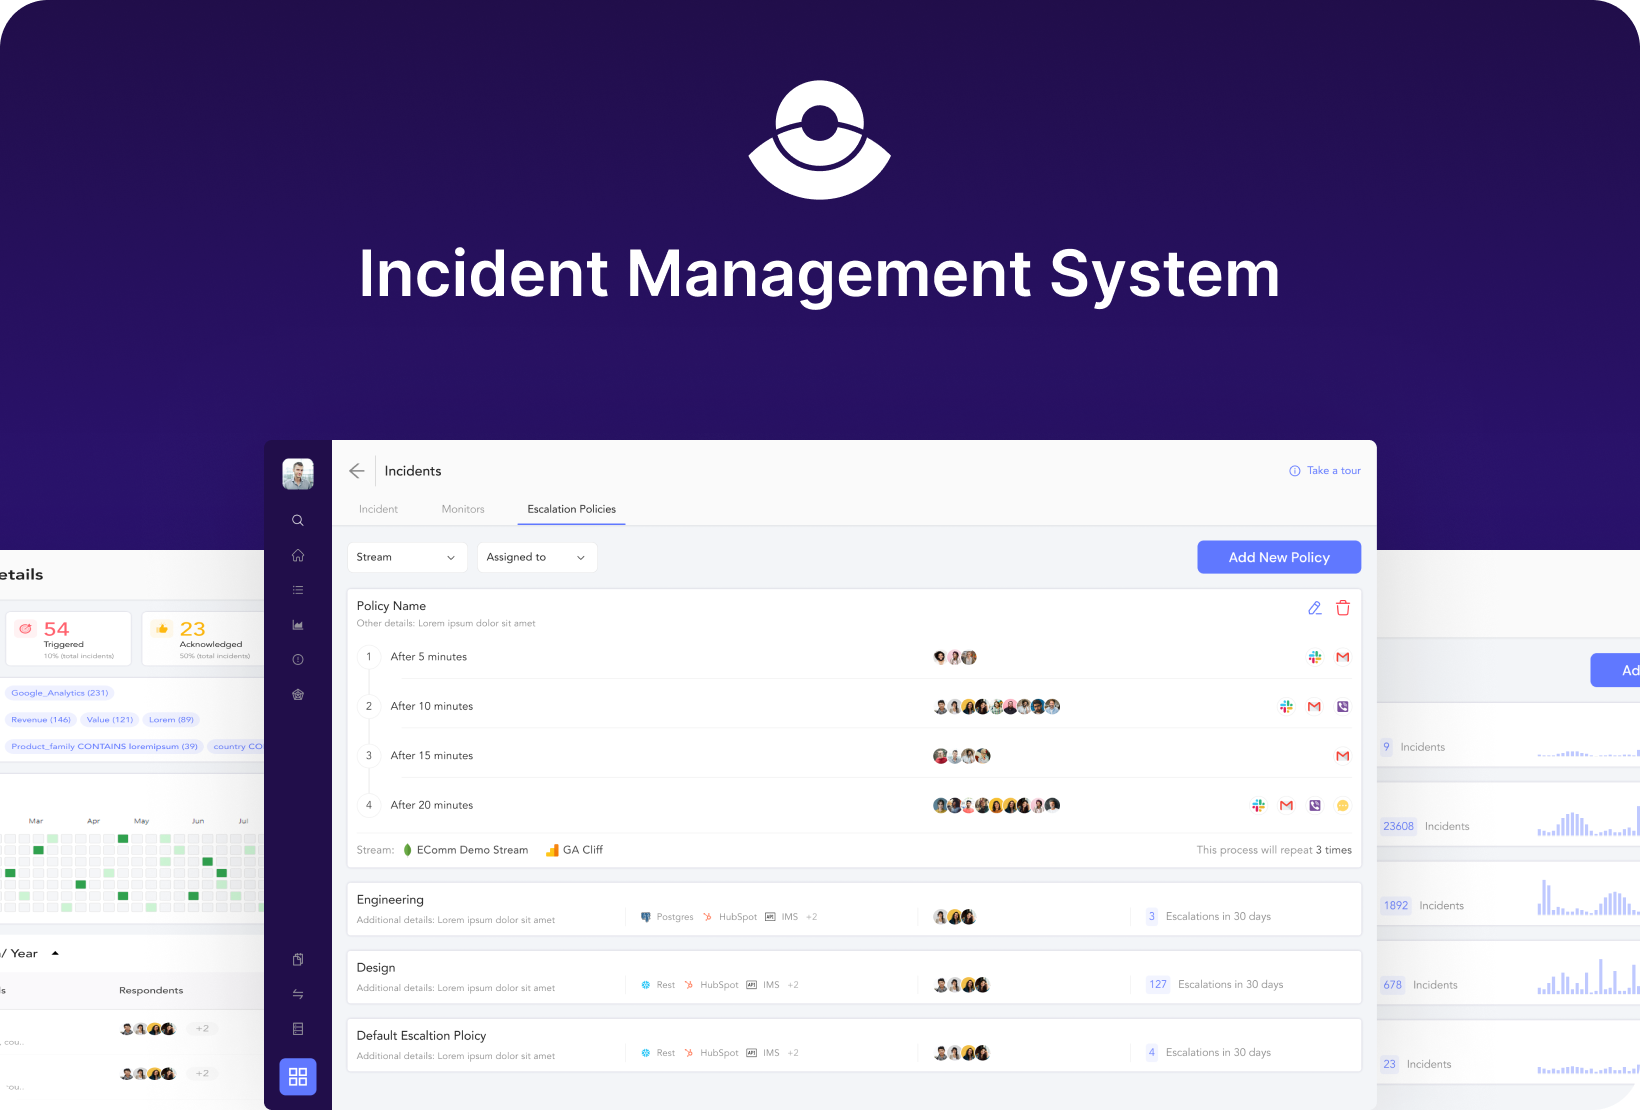 Incident Management System
Incidents
Take a tour
Incident
Monitors
Escalation Policies
Stream
Assigned to
Add New Policy
Policy Name
Other details: Lorem ipsum dolor sit amet
1 After 5 minutes
2 After 10 minutes
3 After 15 minutes
4 After 20 minutes
Stream: EComm Demo Stream GA Cliff
This process will repeat 3 times
Engineering
Additional details: Lorem ipsum dolor sit amet
Postgres HubSpot API IMS +2
3 Escalations in 30 days
Design
Additional details: Lorem ipsum dolor sit amet
Rest HubSpot API IMS +2
127 Escalations in 30 days
Default Escaltion Ploicy
Additional details: Lorem ipsum dolor sit amet
Rest HubSpot API IMS +2
4 Escalations in 30 days
etails
54
Triggered
10% (total incidents)
23
Acknowledged
50% (total incidents)
Google_Analytics (231)
Revenue (146) Value (121) Lorem (89)
Product_family CONTAINS loremipsum (39) country CO
Mar Apr May Jun Jul
/ Year
s Respondents
+2
, cou..
+2
rou..
Ad
9 Incidents
23608 Incidents
1892 Incidents
678 Incidents
23 Incidents